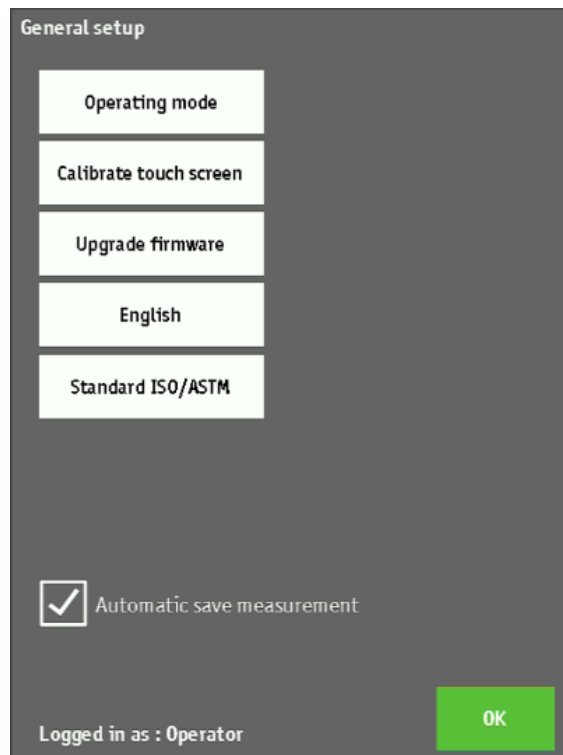 General setup
Operating mode
Calibrate touch screen
Upgrade firmware
English
Standard ISO/ASTM
Automatic save measurement
OK
Logged in as : Operator